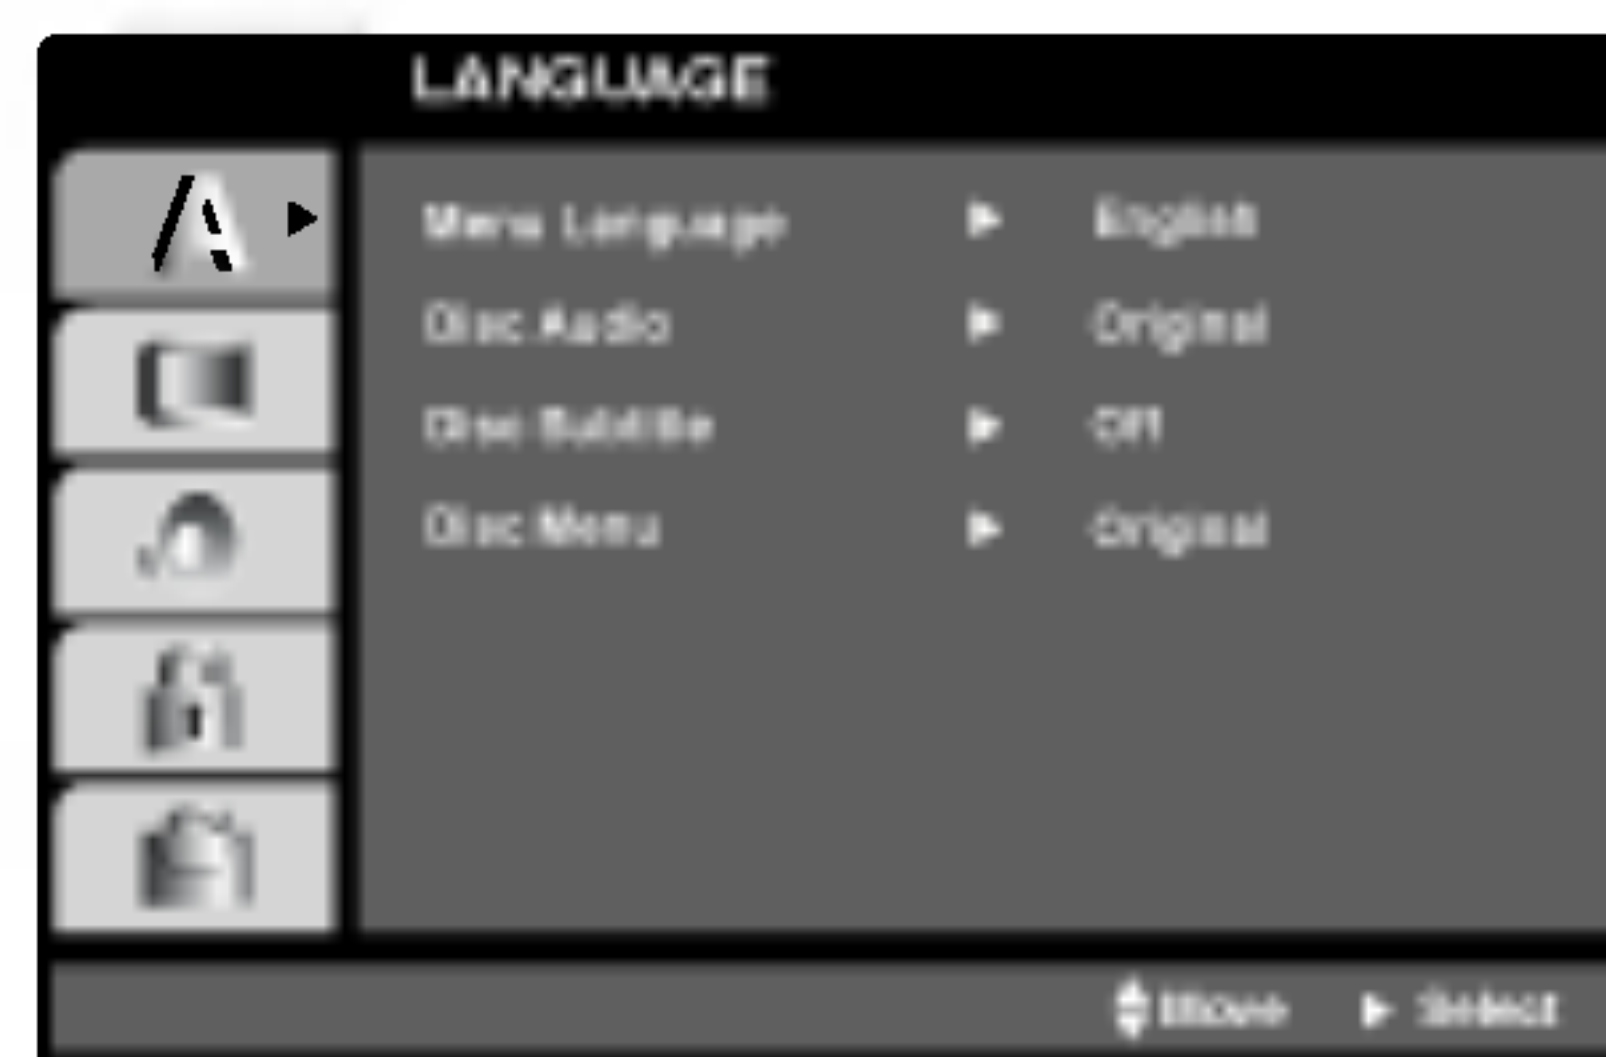 LANGUAGE
Menu Language ► English
Disc Audio ► Original
Disc Subtitle ► Off
Disc Menu ► Original
Move ► Select